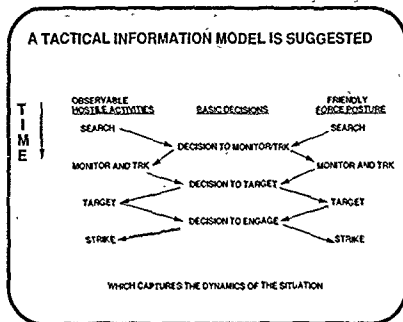 A TACTICAL INFORMATION MODEL IS SUGGESTED
TIME
OBSERVABLE
HOSTILE ACTIVITIES
BASIC DECISIONS
FRIENDLY
FORCE POSTURE
SEARCH
SEARCH
DECISION TO MONITOR/TRK
MONITOR AND TRK
MONITOR AND TRK
DECISION TO TARGET
TARGET
TARGET
DECISION TO ENGAGE
STRIKE
STRIKE
WHICH CAPTURES THE DYNAMICS OF THE SITUATION